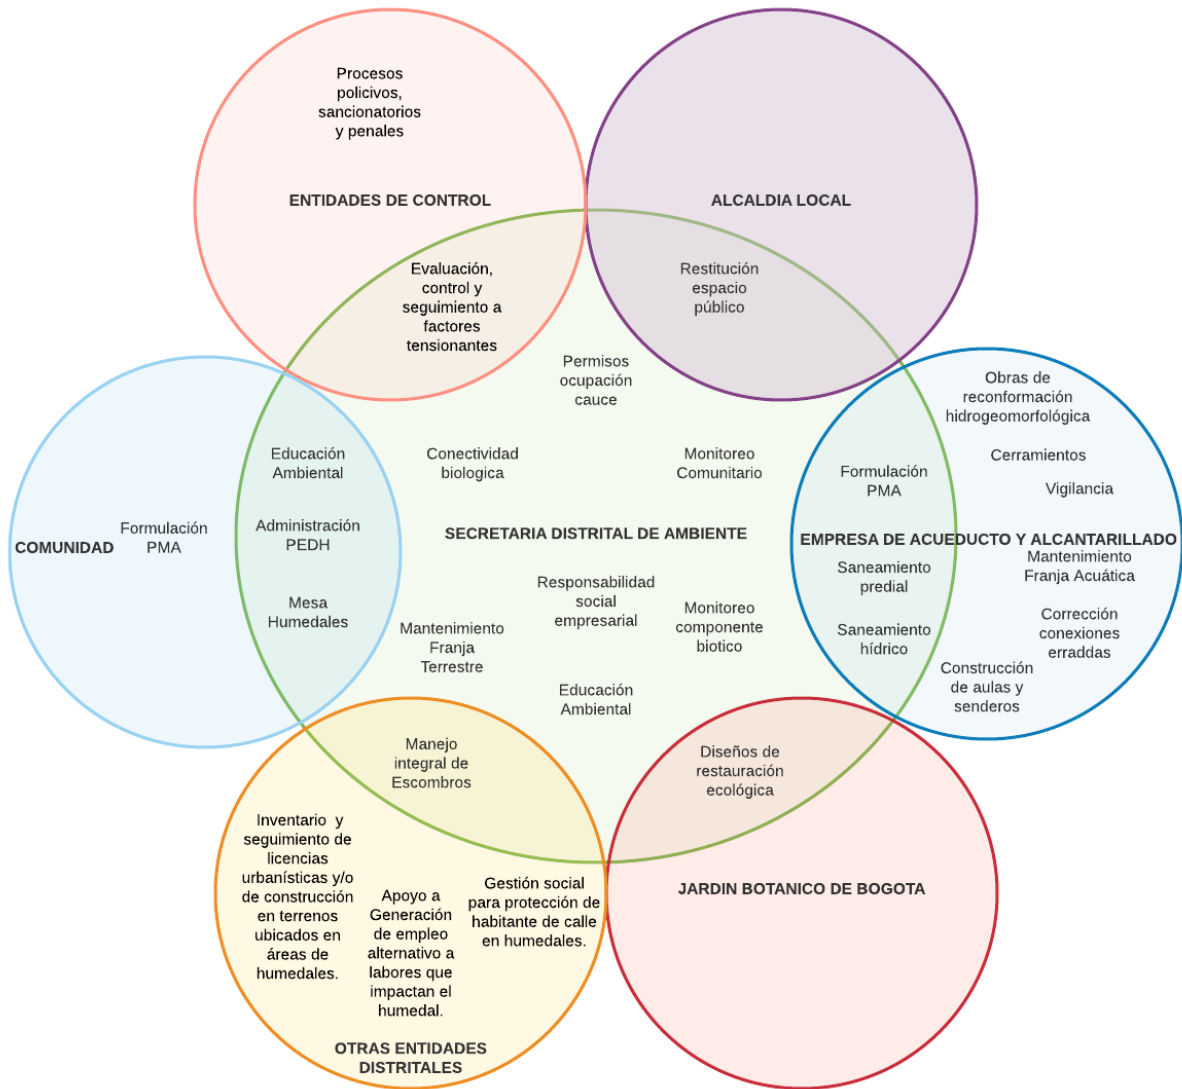 Procesos
policivos,
sancionatorios
y penales
ENTIDADES DE CONTROL
ALCALDIA LOCAL
Evaluación,
control y
seguimiento a
factores
tensionantes
Restitución
espacio
público
Permisos
ocupación
cauce
Obras de
reconformación
hidrogeomorfológica
Cerramientos
Vigilancia
Educación
Ambiental
Conectividad
biologica
Monitoreo
Comunitario
Formulación
PMA
COMUNIDAD
Formulación
PMA
Administración
PEDH
SECRETARIA DISTRITAL DE AMBIENTE
EMPRESA DE ACUEDUCTO Y ALCANTARILLADO
Mantenimiento
Franja Acuática
Saneamiento
predial
Mesa
Humedales
Responsabilidad
social
empresarial
Monitoreo
componente
biotico
Saneamiento
hídrico
Corrección
conexiones
erraddas
Mantenimiento
Franja
Terrestre
Construcción
de aulas y
senderos
Educación
Ambiental
Manejo
integral de
Escombros
Diseños de
restauración
ecológica
Inventario y
seguimiento de
licencias
urbanísticas y/o
de construcción
en terrenos
ubicados en
áreas de
humedales.
Apoyo a
Generación
de empleo
alternativo a
labores que
impactan el
humedal.
Gestión social
para protección de
habitante de calle
en humedales.
JARDIN BOTANICO DE BOGOTA
OTRAS ENTIDADES
DISTRITALES